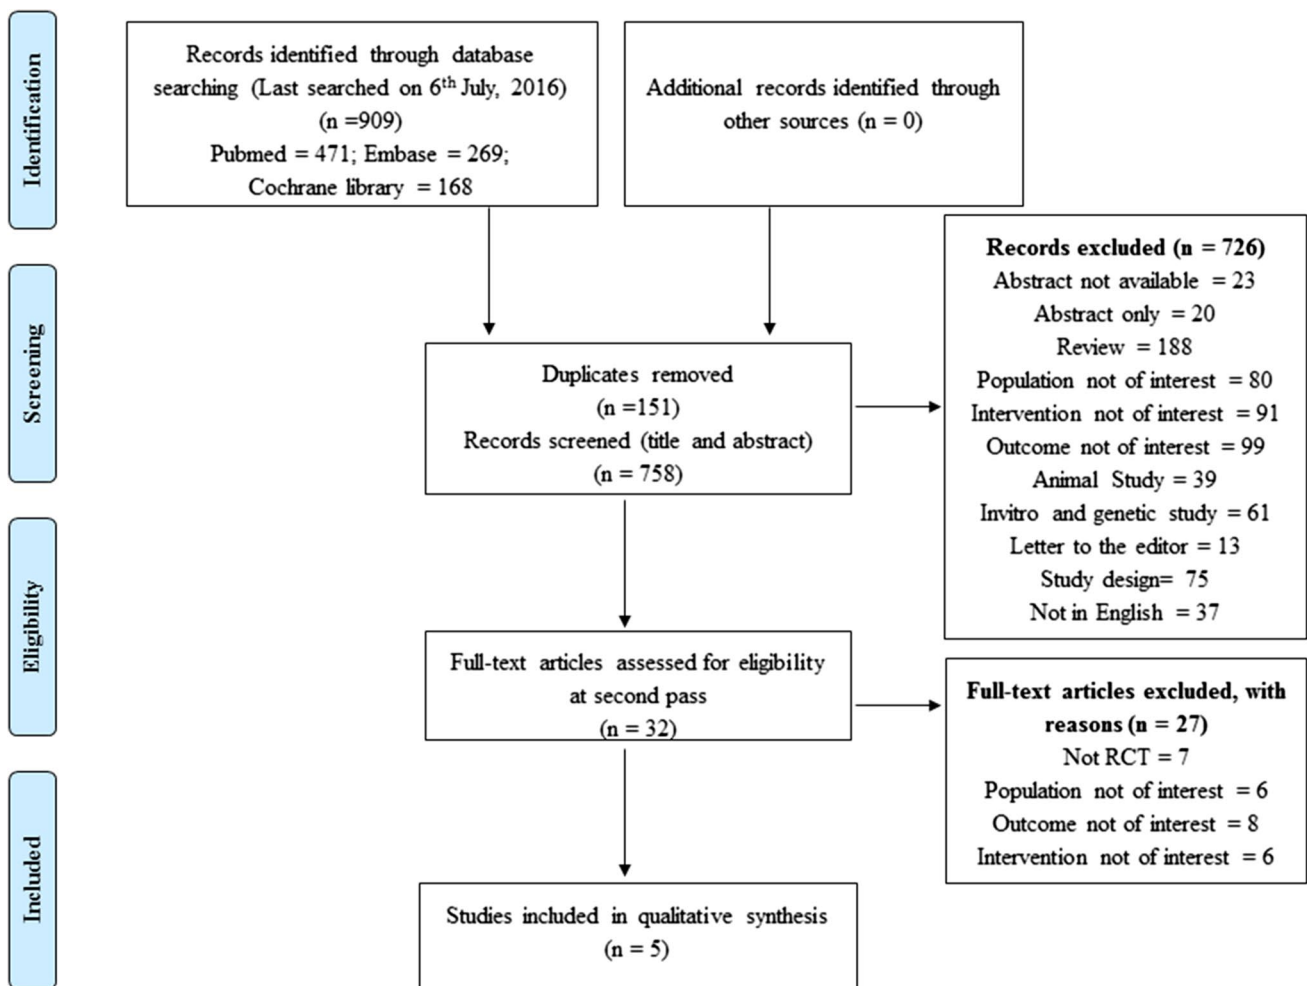 Identification
Records identified through database
searching (Last searched on 6th July, 2016)
(n =909)
Pubmed = 471; Embase = 269;
Cochrane library = 168
Additional records identified through
other sources (n = 0)
Screening
Duplicates removed
(n =151)
Records screened (title and abstract)
(n = 758)
Records excluded (n = 726)
Abstract not available = 23
Abstract only = 20
Review = 188
Population not of interest = 80
Intervention not of interest = 91
Outcome not of interest = 99
Animal Study = 39
Invitro and genetic study = 61
Letter to the editor = 13
Study design= 75
Not in English = 37
Eligibility
Full-text articles assessed for eligibility
at second pass
(n = 32)
Full-text articles excluded, with
reasons (n = 27)
Not RCT = 7
Population not of interest = 6
Outcome not of interest = 8
Intervention not of interest = 6
Included
Studies included in qualitative synthesis
(n = 5)